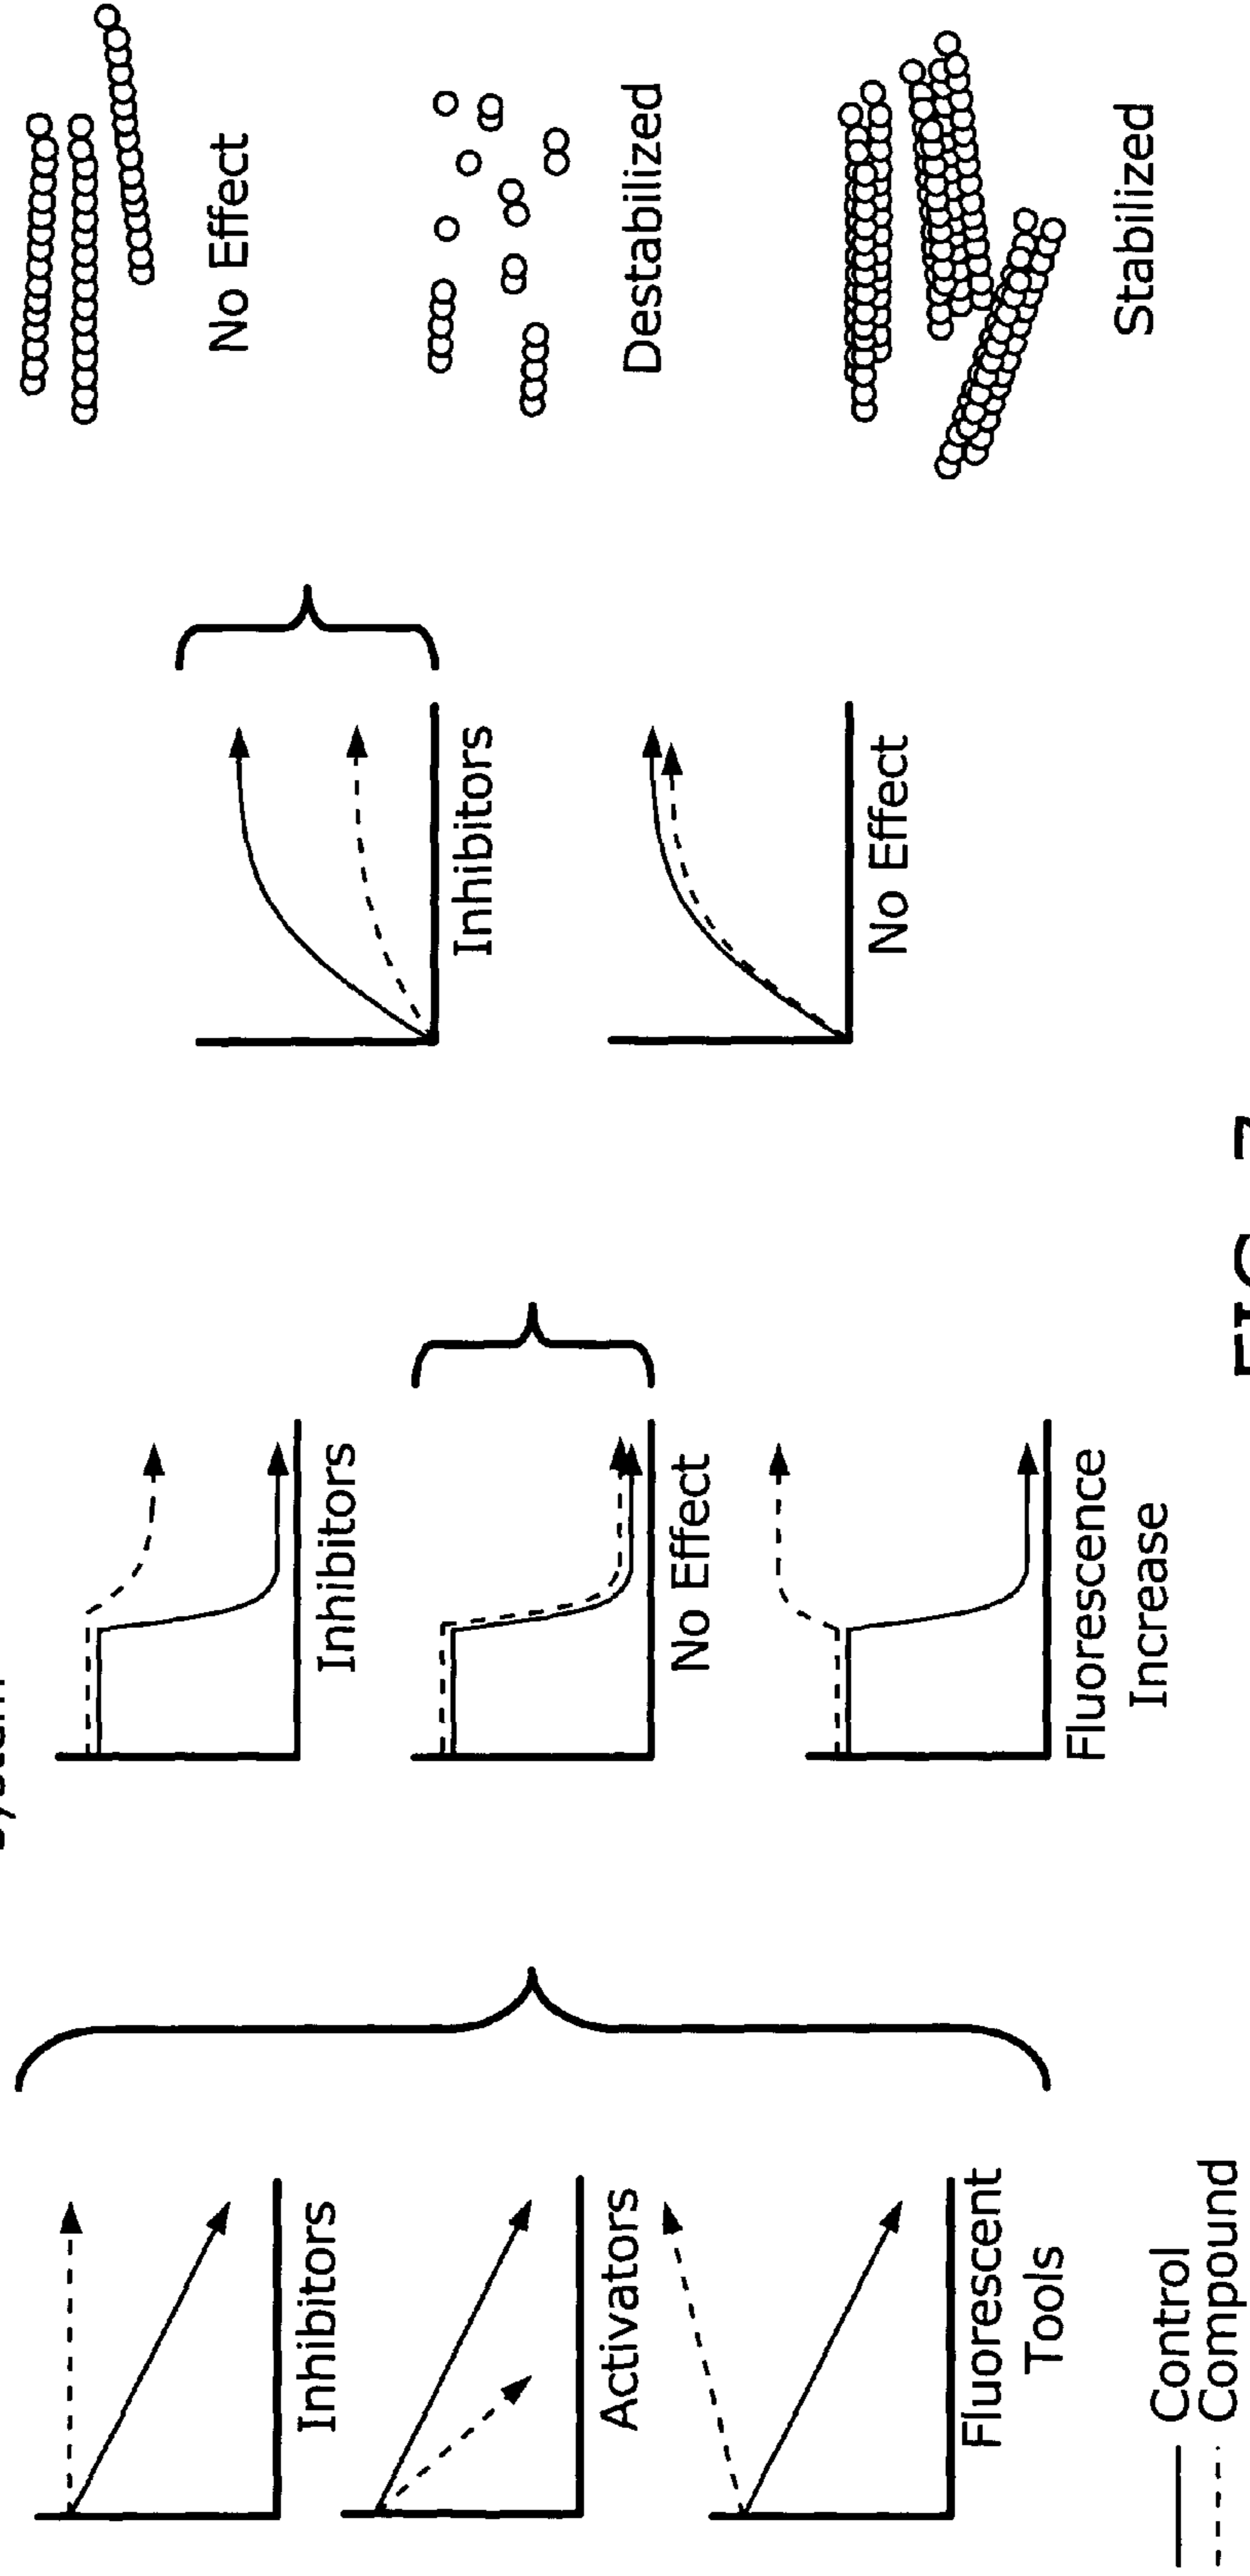 Inhibitors
Activators
Fluorescent
Tools
Control
Compound
Inhibitors
No Effect
Fluorescence
Increase
Inhibitors
No Effect
No Effect
Destabilized
Stabilized